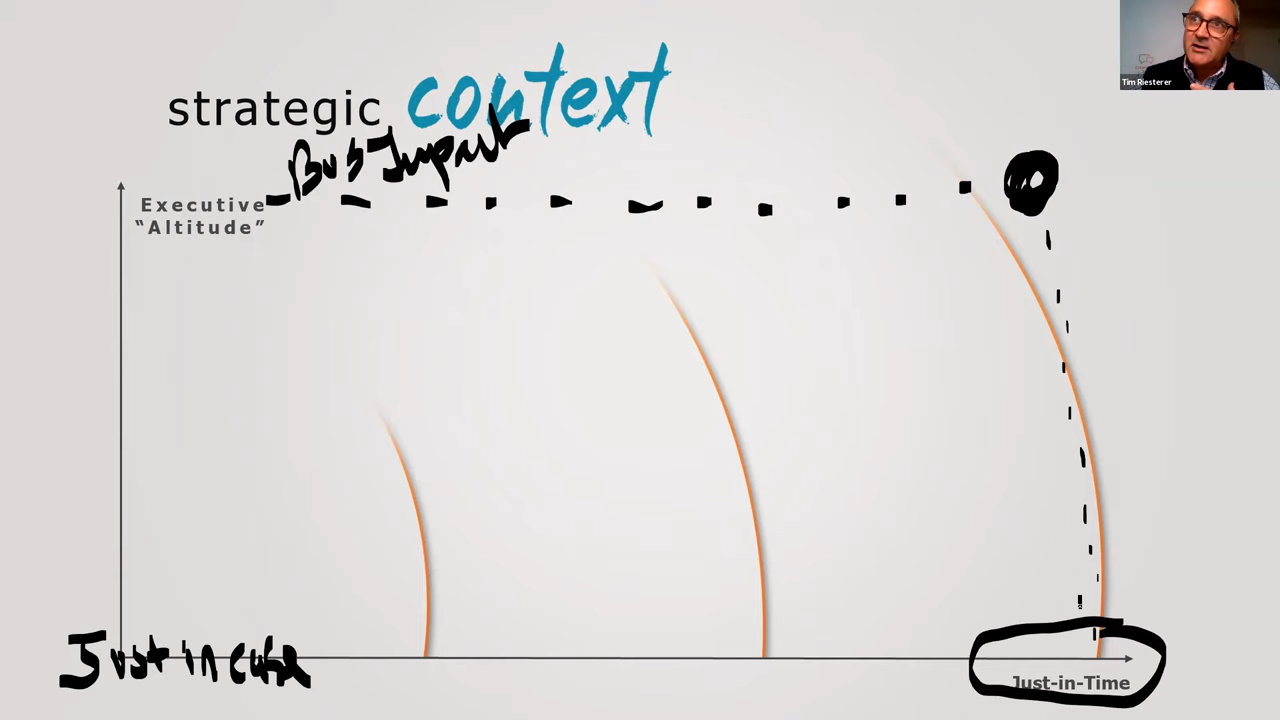 Tim Riesterer
strategic context
Bus Impact
Executive
“Altitude”
Just in case
Just-in-Time